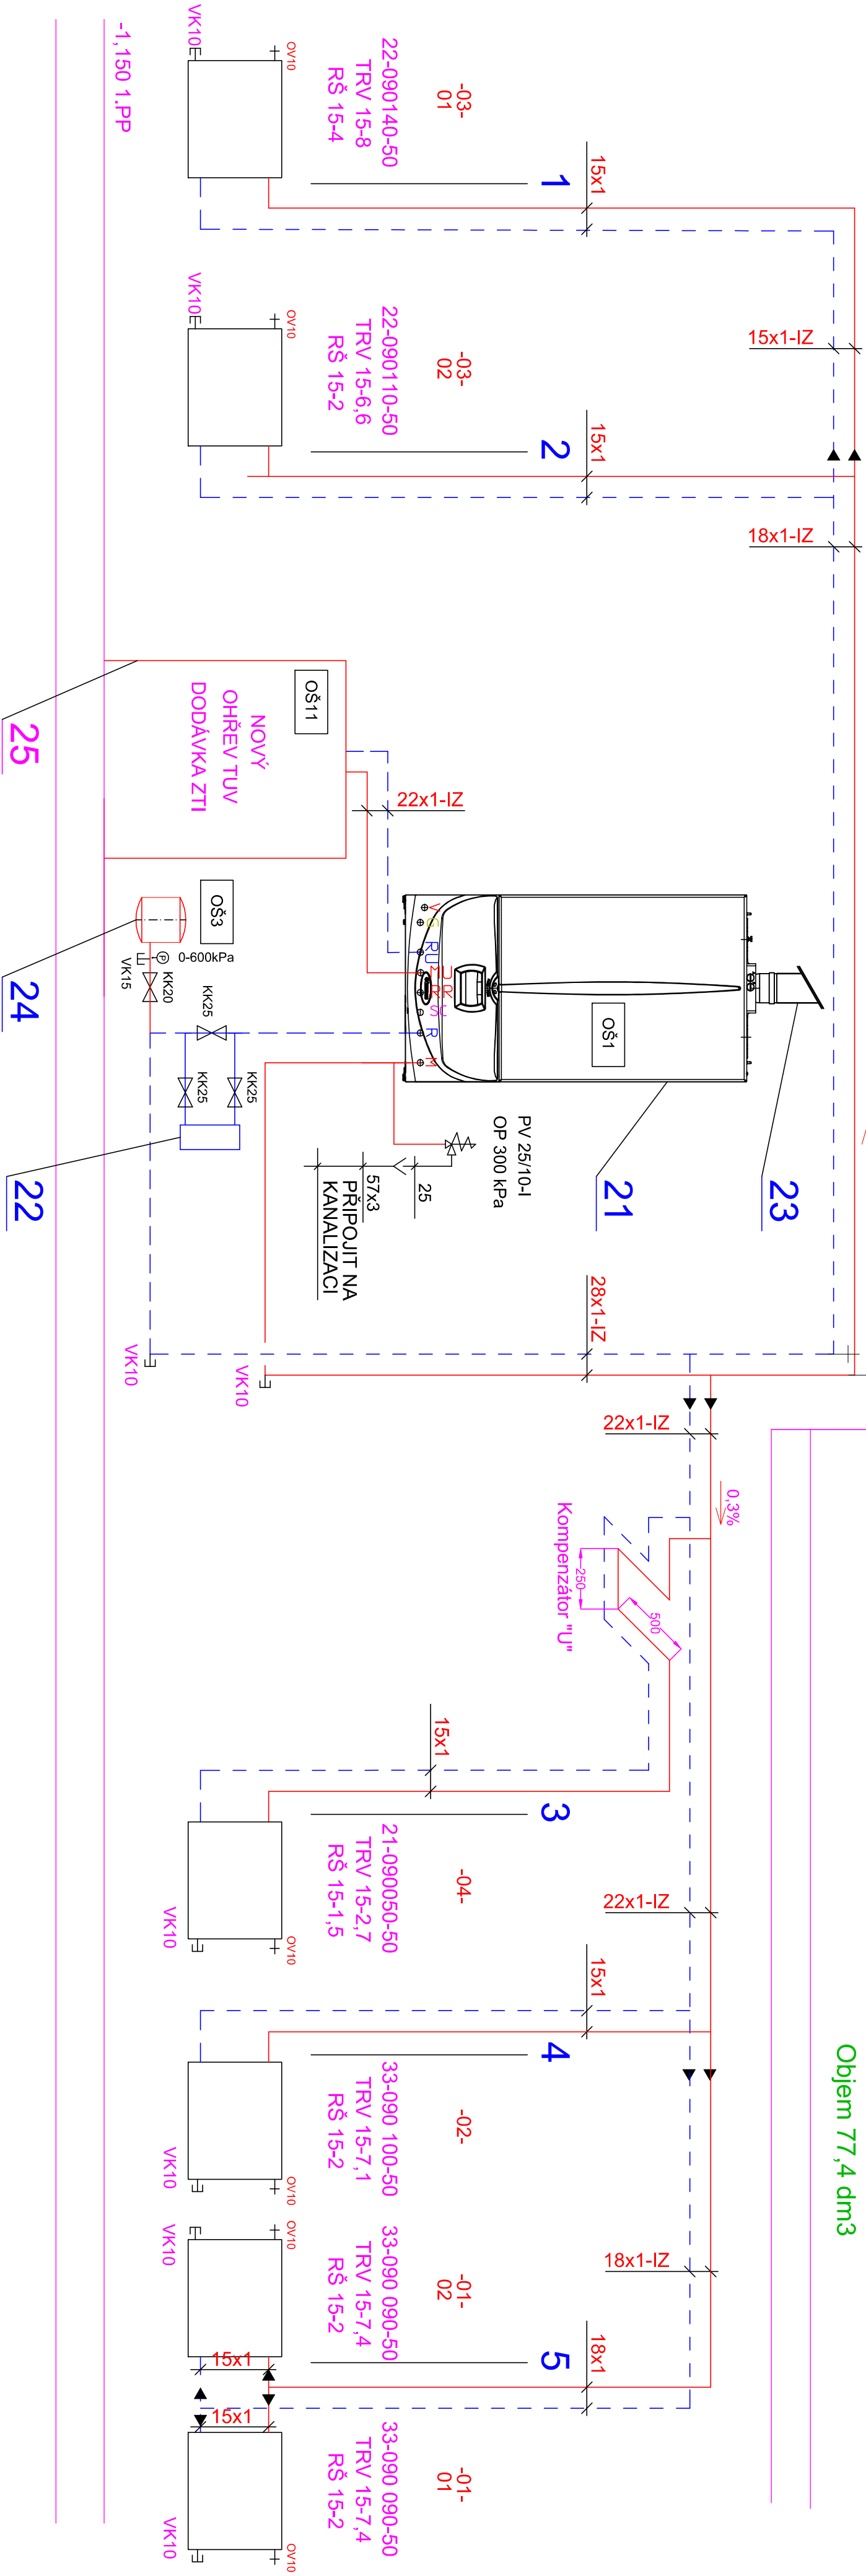 -1,150 1.PP
VK10
OV10
22-090140-50
TRV 15-8
RŠ 15-4
-03-
01
1
15x1
15x1-IZ
VK10
OV10
22-090110-50
TRV 15-6,6
RŠ 15-2
-03-
02
2
15x1
18x1-IZ
25
NOVÝ
OHŘEV TUV
DODÁVKA ZTI
OŠ11
22x1-IZ
24
OŠ3
0-600kPa
P
VK15
KK20
KK25
KK25
KK25
22
V
G
RU
MU
RR
SC
R
M
OŠ1
23
21
PV 25/10-I
OP 300 kPa
25
57x3
PŘIPOJIT NA
KANALIZACI
28x1-IZ
VK10
VK10
22x1-IZ
0,3%
Kompenzátor "U"
250
500
15x1
3
21-090050-50
TRV 15-2,7
RŠ 15-1,5
-04-
VK10
OV10
22x1-IZ
15x1
4
33-090 100-50
TRV 15-7,1
RŠ 15-2
-02-
VK10
OV10
Objem 77,4 dm3
18x1-IZ
VK10
OV10
33-090 090-50
TRV 15-7,4
RŠ 15-2
-01-
02
5
18x1
15x1
15x1
33-090 090-50
TRV 15-7,4
RŠ 15-2
-01-
01
VK10
OV10